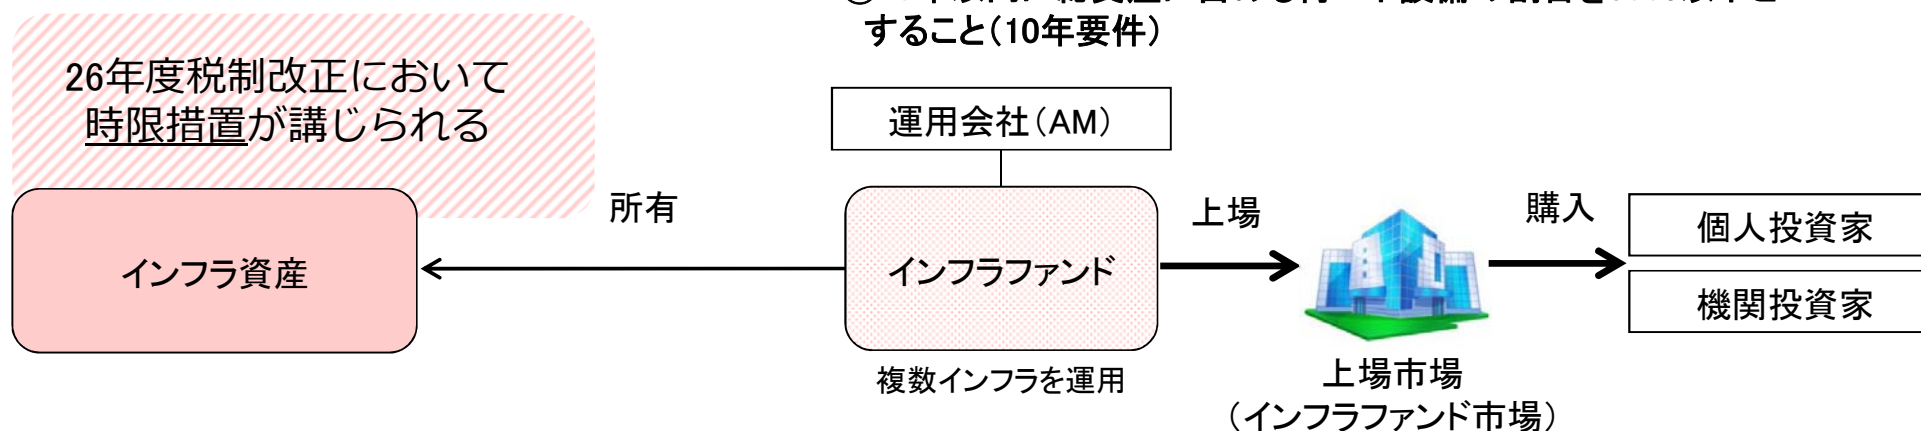 すること(10年要件)
26年度税制改正において
時限措置が講じられる
運用会社(AM)
所有
上場
購入
個人投資家
インフラ資産
インフラファンド
機関投資家
複数インフラを運用
上場市場
(インフラファンド市場)